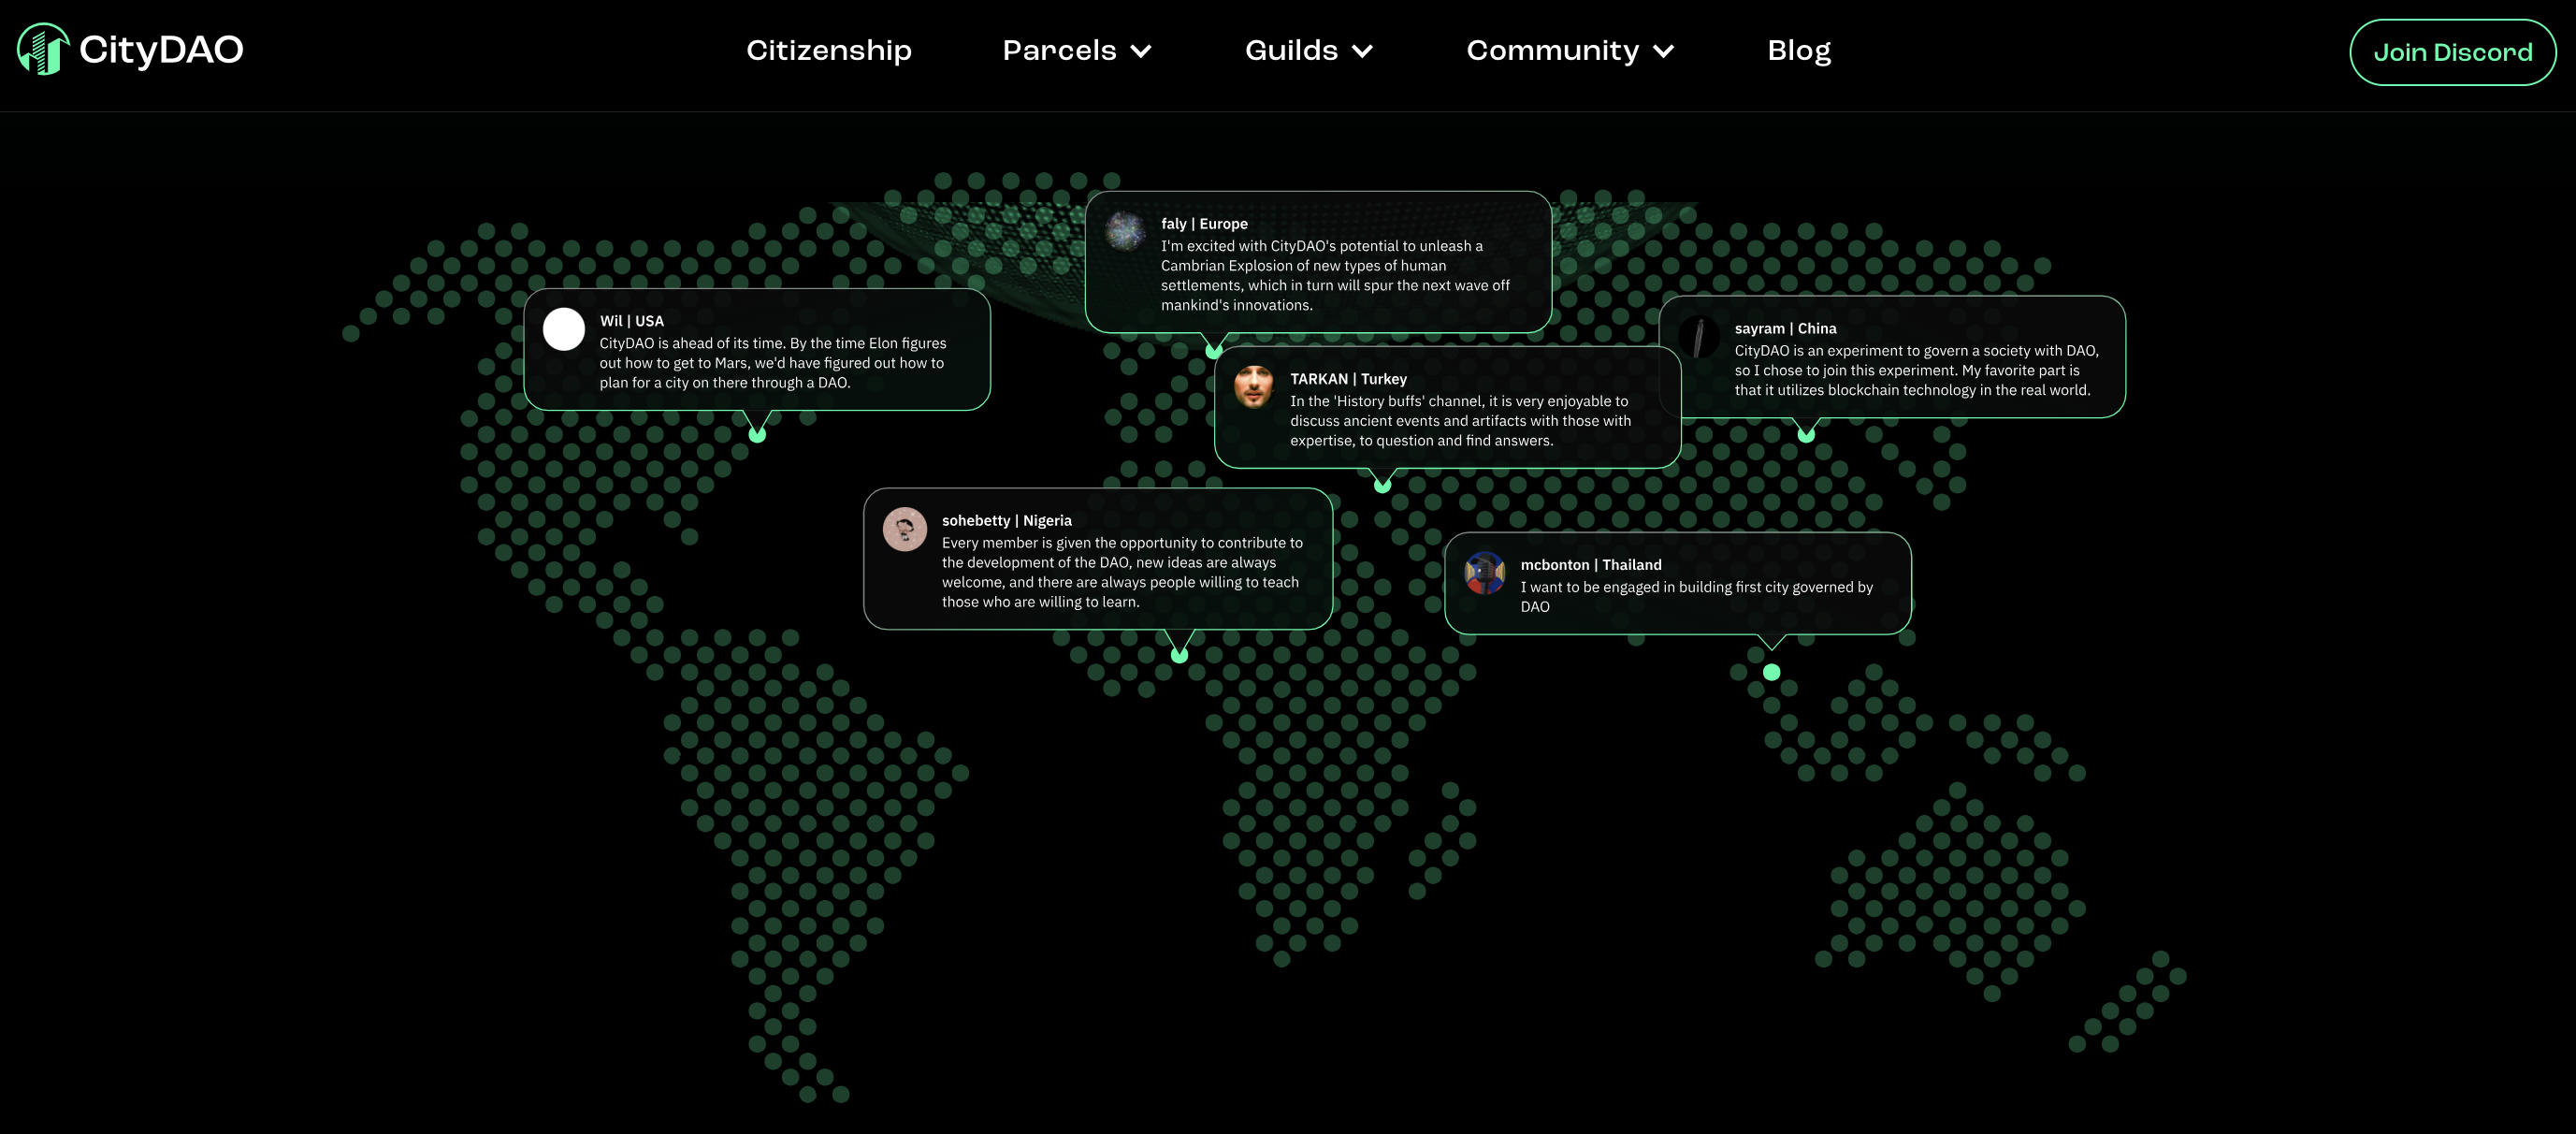 CityDAO
Citizenship
Parcels
Guilds
Community
Blog
Join Discord
faly | Europe
I'm excited with CityDAO's potential to unleash a
Cambrian Explosion of new types of human
settlements, which in turn will spur the next wave off
mankind's innovations.
Wil | USA
CityDAO is ahead of its time. By the time Elon figures
out how to get to Mars, we'd have figured out how to
plan for a city on there through a DAO.
sayram | China
CityDAO is an experiment to govern a society with DAO,
so I chose to join this experiment. My favorite part is
that it utilizes blockchain technology in the real world.
TARKAN | Turkey
In the 'History buffs' channel, it is very enjoyable to
discuss ancient events and artifacts with those with
expertise, to question and find answers.
sohebetty | Nigeria
Every member is given the opportunity to contribute to
the development of the DAO, new ideas are always
welcome, and there are always people willing to teach
those who are willing to learn.
mcbonton | Thailand
I want to be engaged in building first city governed by
DAO